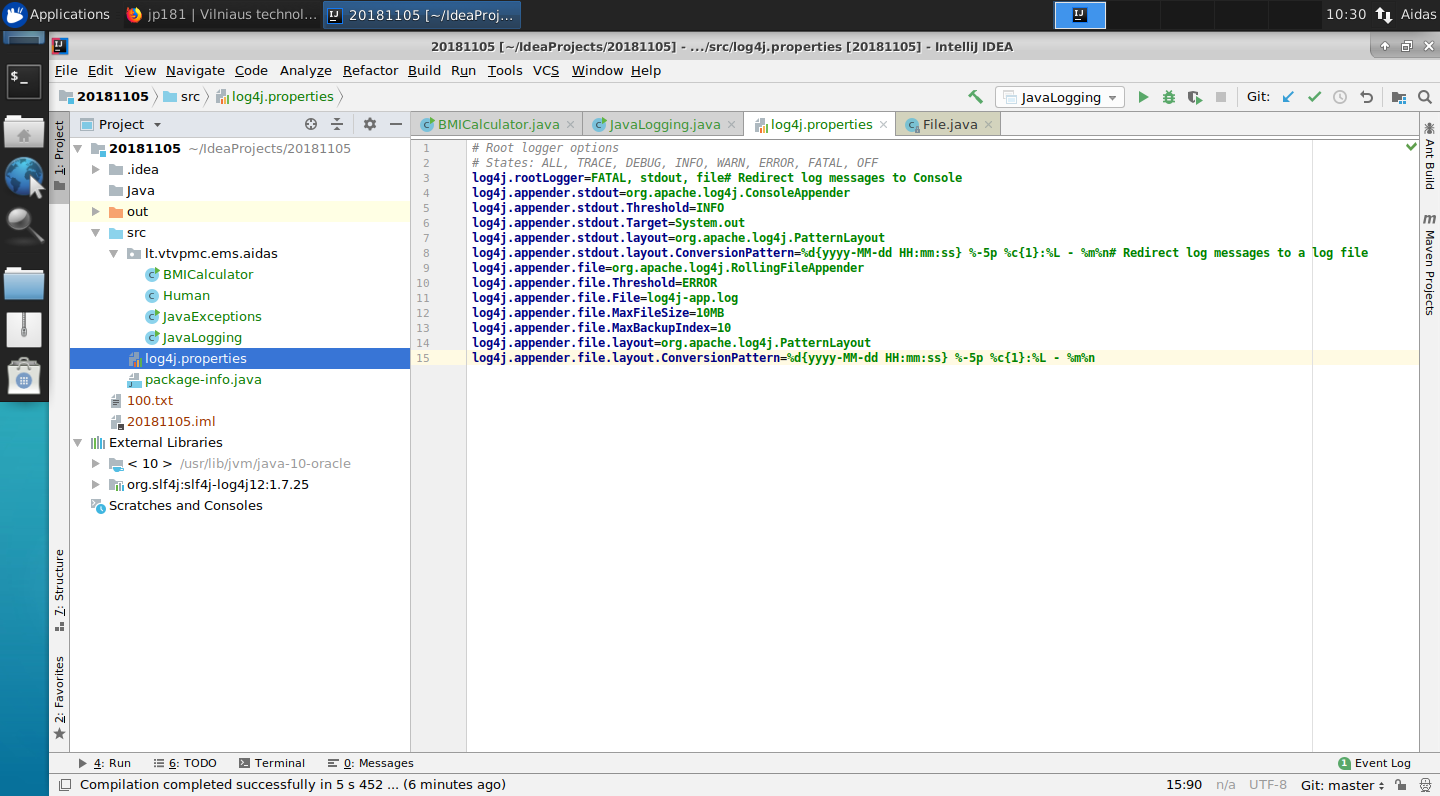 Applications jp181 | Vilniaus technol... 20181105 [~/IdeaProj... 10:30 Aidas
20181105 [~/IdeaProjects/20181105] - .../src/log4j.properties [20181105] - IntelliJ IDEA
File Edit View Navigate Code Analyze Refactor Build Run Tools VCS Window Help
20181105 src log4j.properties JavaLogging Git:
1: Project
Project
20181105 ~/IdeaProjects/20181105
.idea
Java
out
src
lt.vtvpmc.ems.aidas
BMICalculator
Human
JavaExceptions
JavaLogging
log4j.properties
package-info.java
100.txt
20181105.iml
External Libraries
< 10 > /usr/lib/jvm/java-10-oracle
org.slf4j:slf4j-log4j12:1.7.25
Scratches and Consoles
7: Structure
2: Favorites
BMICalculator.java JavaLogging.java log4j.properties File.java
1 # Root logger options
2 # States: ALL, TRACE, DEBUG, INFO, WARN, ERROR, FATAL, OFF
3 log4j.rootLogger=FATAL, stdout, file# Redirect log messages to Console
4 log4j.appender.stdout=org.apache.log4j.ConsoleAppender
5 log4j.appender.stdout.Threshold=INFO
6 log4j.appender.stdout.Target=System.out
7 log4j.appender.stdout.layout=org.apache.log4j.PatternLayout
8 log4j.appender.stdout.layout.ConversionPattern=%d{yyyy-MM-dd HH:mm:ss} %-5p %c{1}:%L - %m%n# Redirect log messages to a log file
9 log4j.appender.file=org.apache.log4j.RollingFileAppender
10 log4j.appender.file.Threshold=ERROR
11 log4j.appender.file.File=log4j-app.log
12 log4j.appender.file.MaxFileSize=10MB
13 log4j.appender.file.MaxBackupIndex=10
14 log4j.appender.file.layout=org.apache.log4j.PatternLayout
15 log4j.appender.file.layout.ConversionPattern=%d{yyyy-MM-dd HH:mm:ss} %-5p %c{1}:%L - %m%n
Ant Build
m Maven Projects
4: Run 6: TODO Terminal 0: Messages 1 Event Log
Compilation completed successfully in 5 s 452 ... (6 minutes ago) 15:90 n/a UTF-8 Git: master